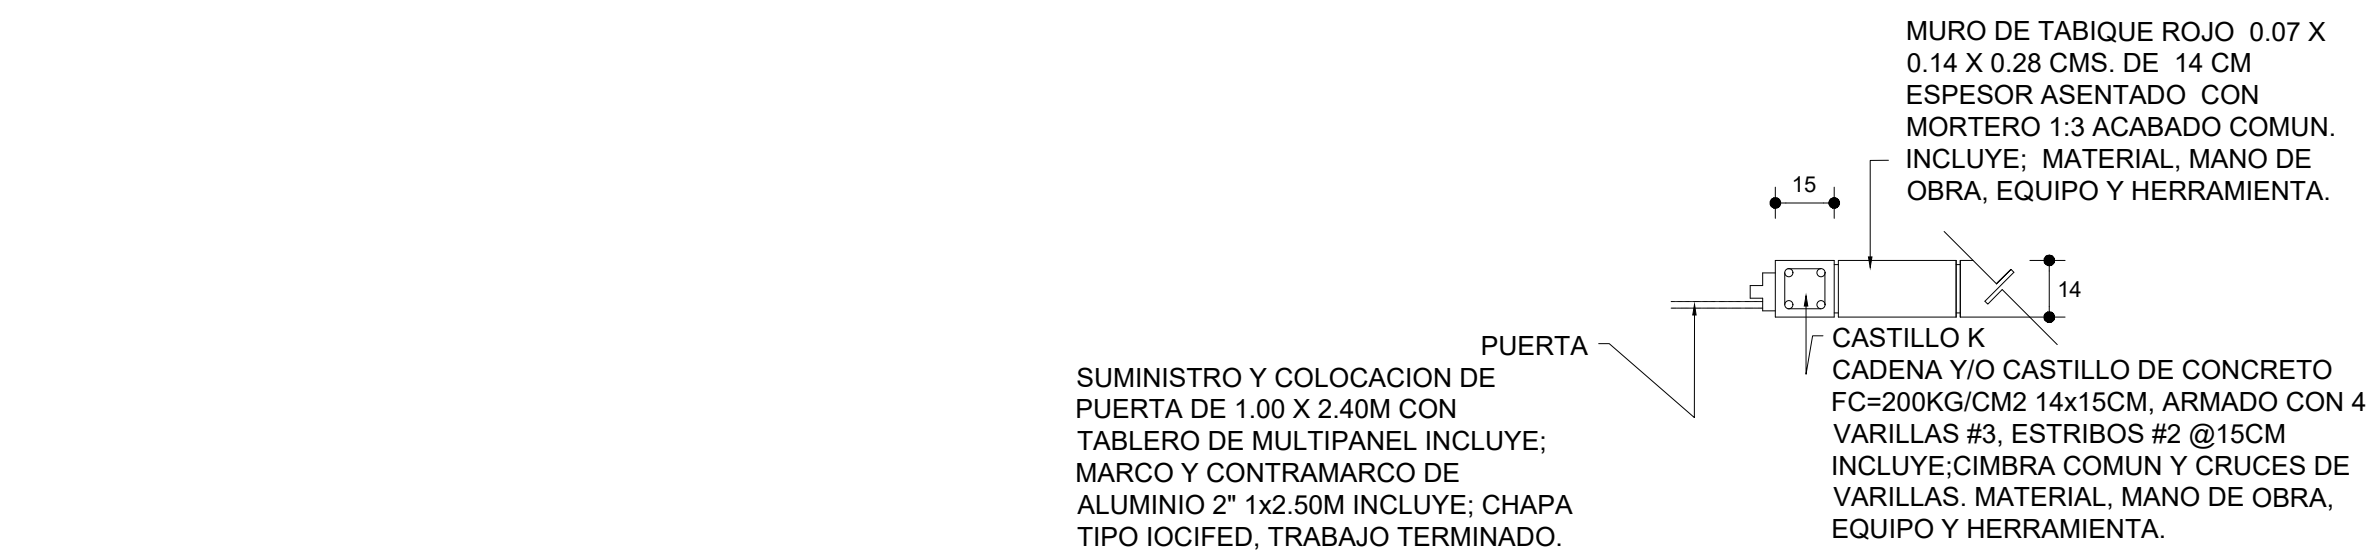 MURO DE TABIQUE ROJO 0.07 X
0.14 X 0.28 CMS. DE 14 CM
ESPESOR ASENTADO CON
MORTERO 1:3 ACABADO COMUN.
INCLUYE; MATERIAL, MANO DE
OBRA, EQUIPO Y HERRAMIENTA.
15
14
PUERTA
SUMINISTRO Y COLOCACION DE
PUERTA DE 1.00 X 2.40M CON
TABLERO DE MULTIPANEL INCLUYE;
MARCO Y CONTRAMARCO DE
ALUMINIO 2" 1x2.50M INCLUYE; CHAPA
TIPO IOCIFED, TRABAJO TERMINADO.
CASTILLO K
CADENA Y/O CASTILLO DE CONCRETO
FC=200KG/CM2 14x15CM, ARMADO CON 4
VARILLAS #3, ESTRIBOS #2 @15CM
INCLUYE;CIMBRA COMUN Y CRUCES DE
VARILLAS. MATERIAL, MANO DE OBRA,
EQUIPO Y HERRAMIENTA.